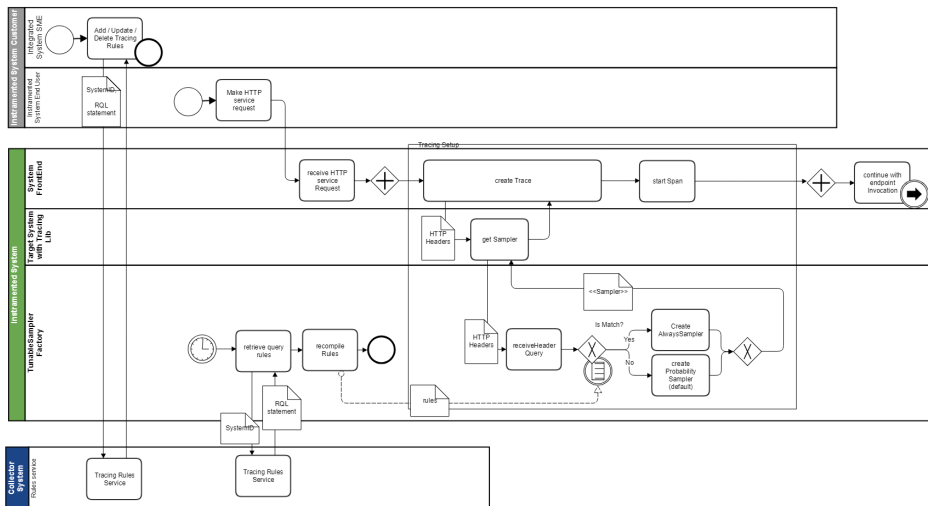 Instramented System Customer
Integrated
System SME
Add / Update /
Delete Tracing
Rules
SystemID,
RQL
statement
Instramented
System End User
Make HTTP
service
request
Instramented System
System
FrontEnd
receive HTTP
service
Request
Tracing Setup
create Trace
start Span
continue with
endpoint
Invocation
Target System
with Tracing
Lib
HTTP
Headers
get Sampler
TunableSampler
Factory
<<Sampler>>
retrieve query
rules
recompile
Rules
HTTP
Headers
receiveHeader
Query
Is Match?
Yes
No
Create
AlwaysSampler
create
Probability
Sampler
(default)
rules
RQL
statement
SystemID
Collector
System
Rules service
Tracing Rules
Service
Tracing Rules
Service